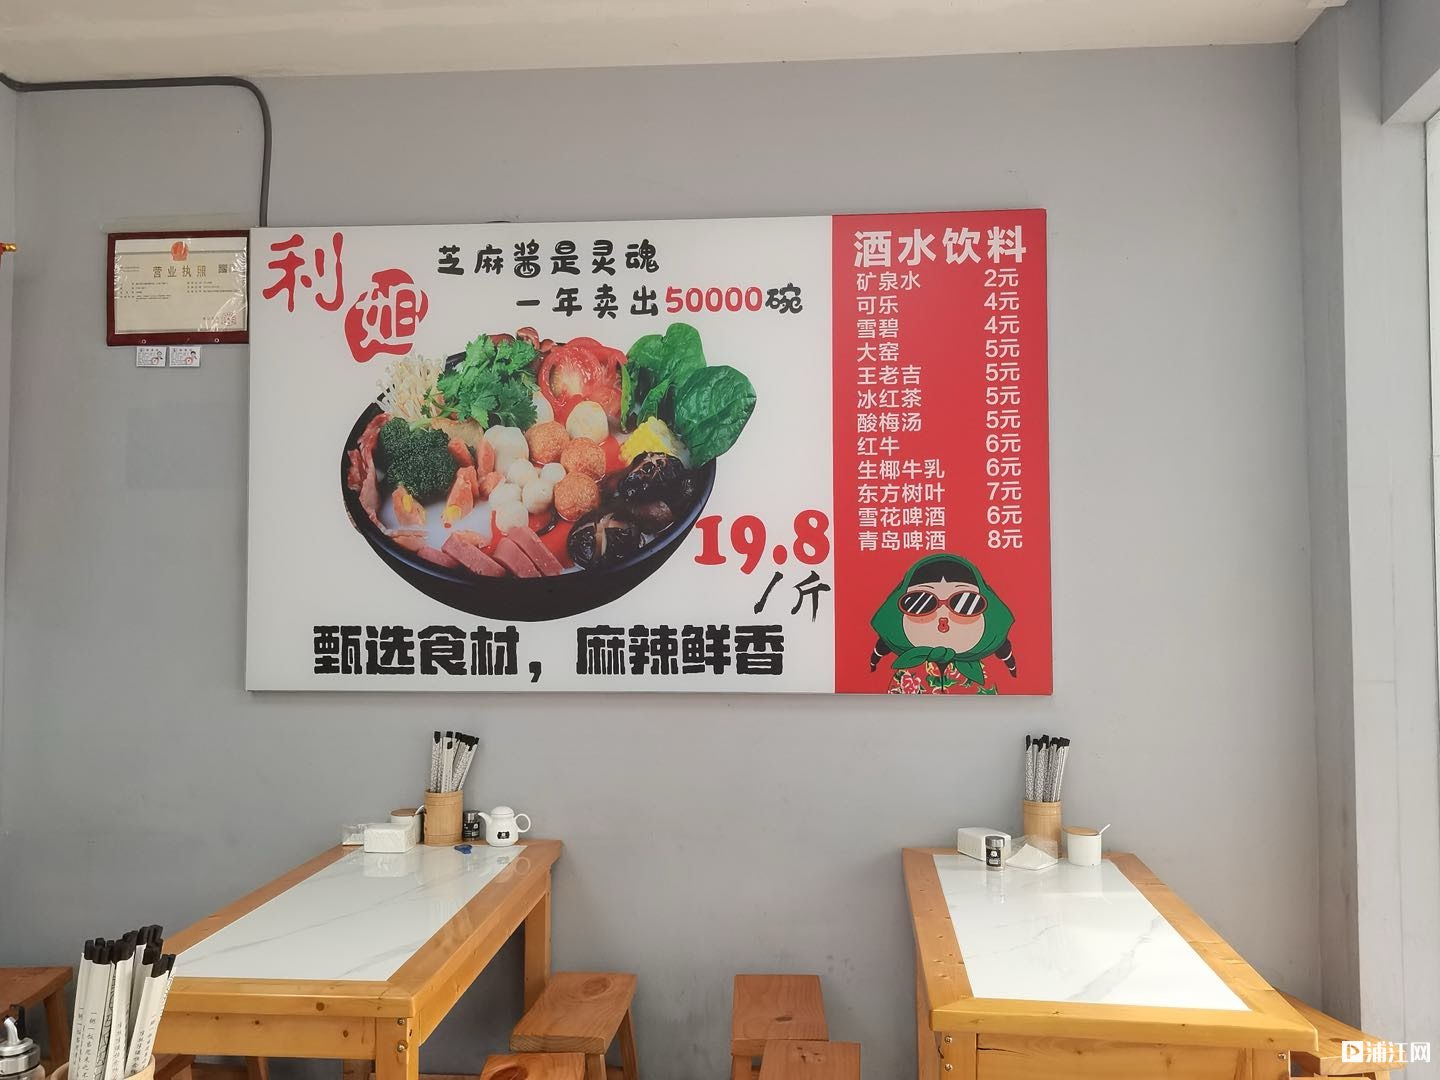 营业执照
利姐
芝麻酱是灵魂
一年卖出50000碗
19.8
/斤
甄选食材，麻辣鲜香
酒水饮料
矿泉水 2元
可乐 4元
雪碧 4元
大窑 5元
王老吉 5元
冰红茶 5元
酸梅汤 5元
红牛 6元
生椰牛乳 6元
东方树叶 7元
雪花啤酒 6元
青岛啤酒 8元
浦江网